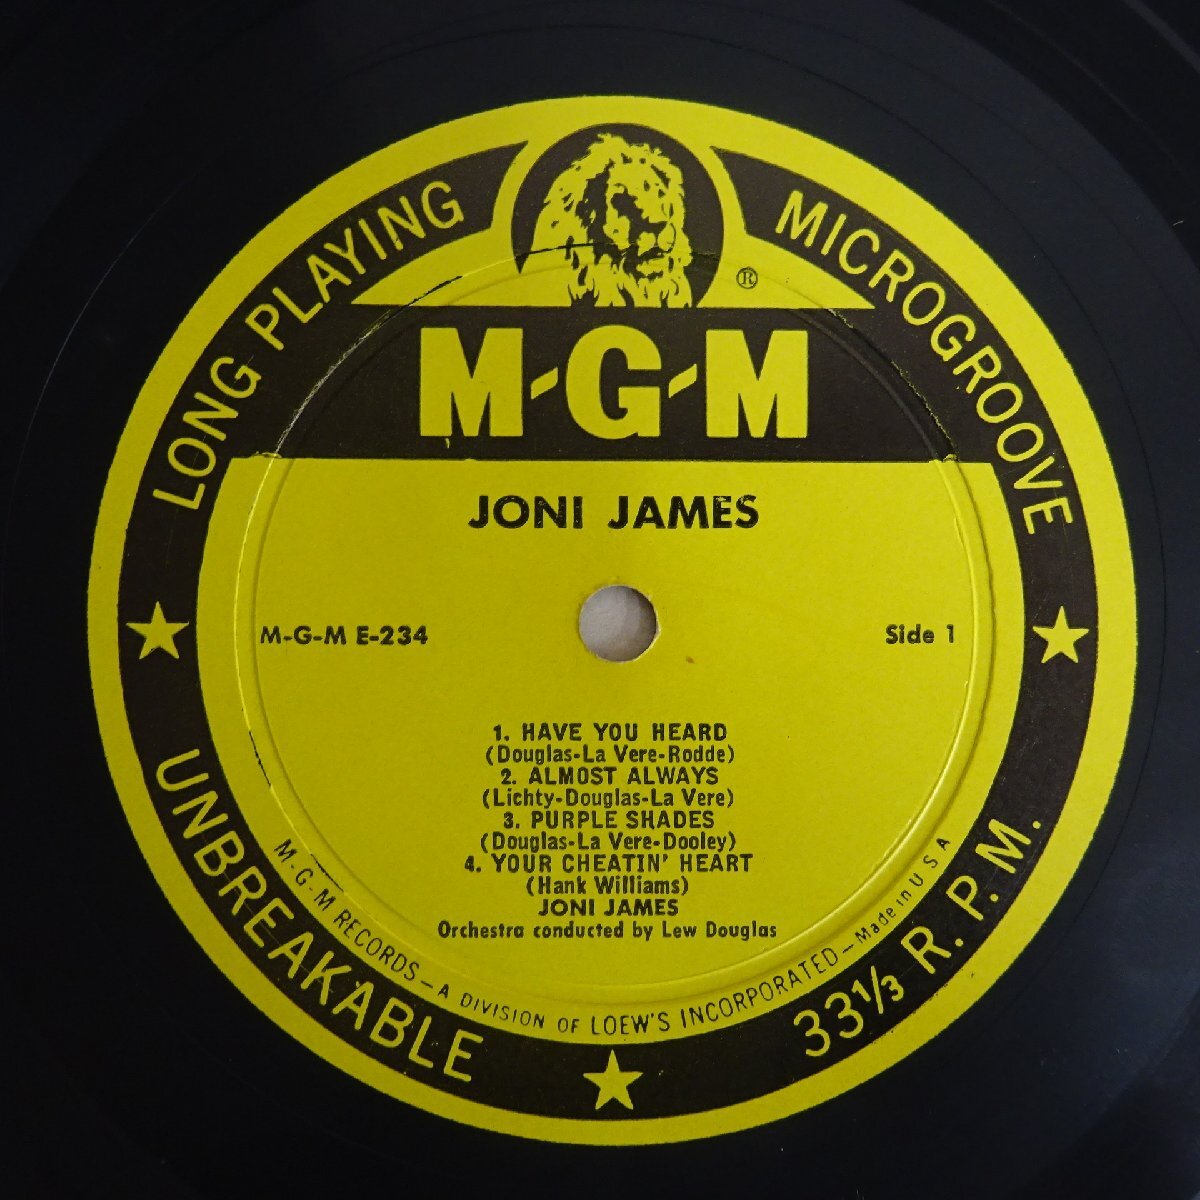 LONG PLAYING
MICROGROOVE
®
M-G-M
JONI JAMES
M-G-M E-234
Side 1
1. HAVE YOU HEARD
(Douglas-La Vere-Rodde)
2. ALMOST ALWAYS
(Lichty-Douglas-La Vere)
3. PURPLE SHADES
(Douglas-La Vere-Dooley)
4. YOUR CHEATIN' HEART
(Hank Williams)
JONI JAMES
Orchestra conducted by Lew Douglas
M-G-M RECORDS—A DIVISION OF LOEW'S INCORPORATED—Made in U S A
UNBREAKABLE
33⅓ R. P. M.